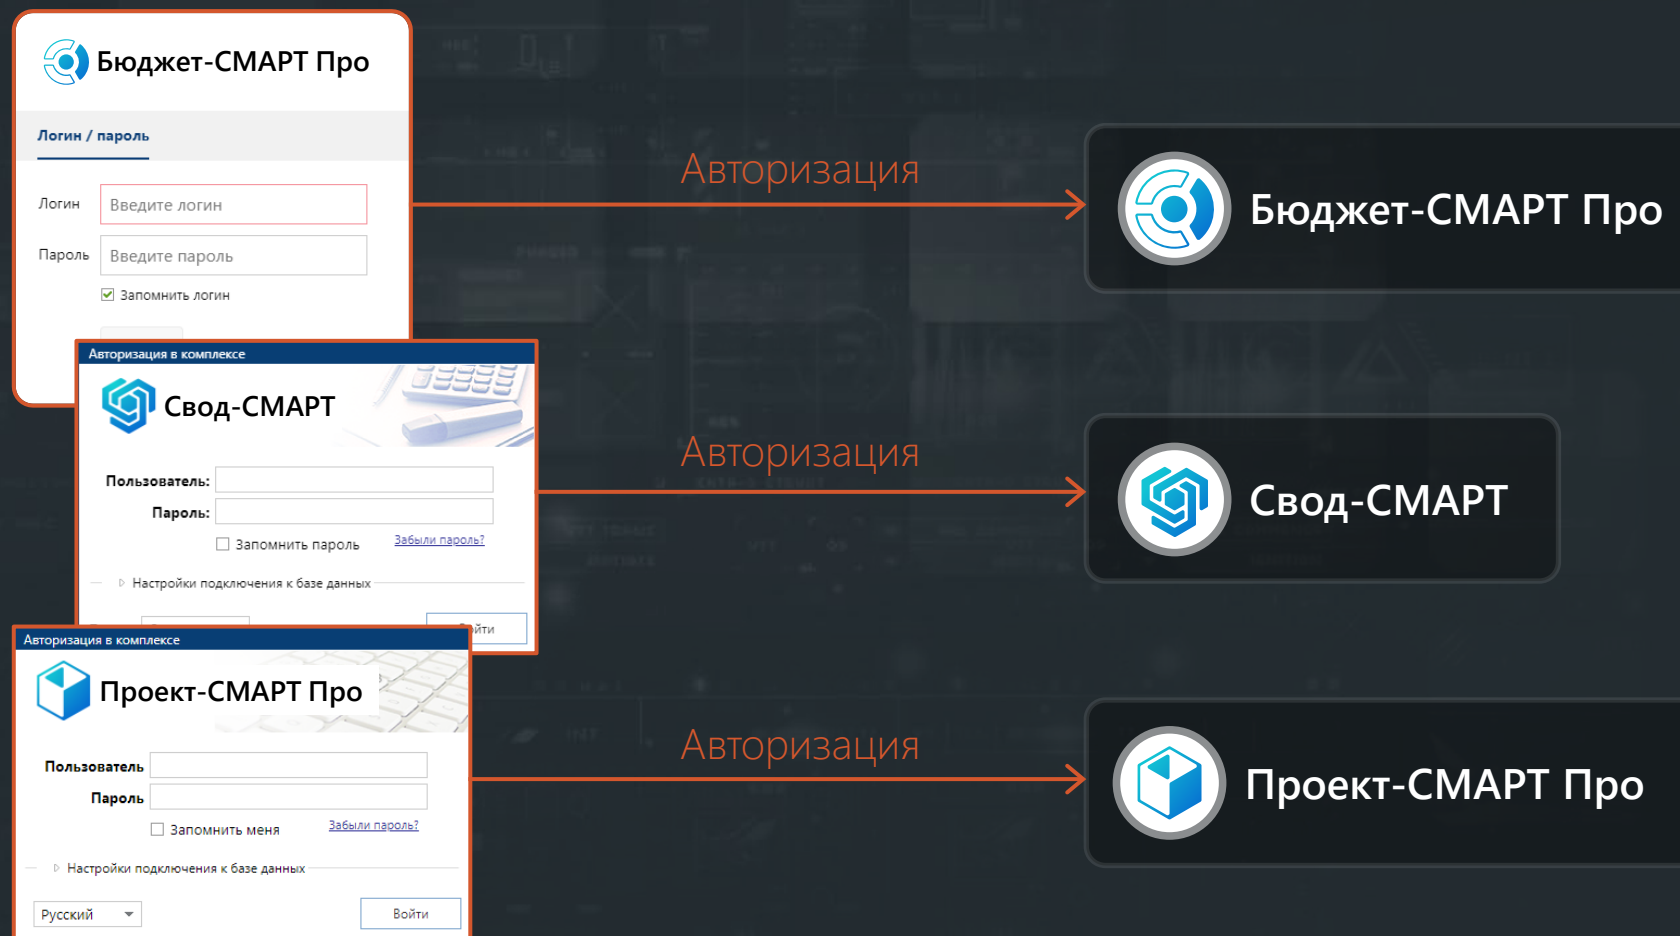 Бюджет-СМАРТ Про
Логин / пароль
Логин
Введите логин
Пароль
Введите пароль
Запомнить логин
Авторизация
Бюджет-СМАРТ Про
Авторизация в комплексе
Свод-СМАРТ
Пользователь:
Пароль:
Запомнить пароль
Забыли пароль?
Настройки подключения к базе данных
Авторизация
Свод-СМАРТ
Авторизация в комплексе
Проект-СМАРТ Про
Пользователь
Пароль
Запомнить меня
Забыли пароль?
Настройки подключения к базе данных
Русский
Войти
Авторизация
Проект-СМАРТ Про